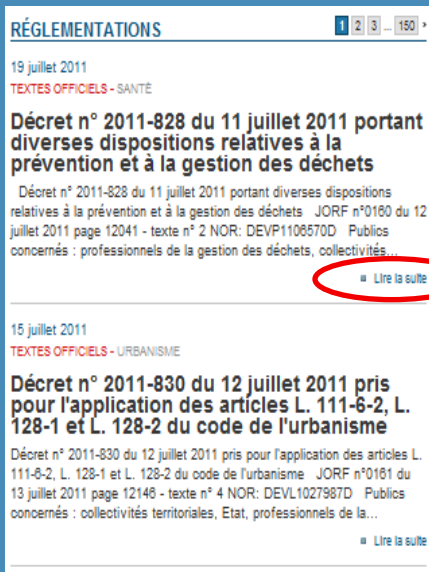 RÉGLEMENTATIONS 1 2 3 ... 150
19 juillet 2011
TEXTES OFFICIELS - SANTÉ
Décret n° 2011-828 du 11 juillet 2011 portant
diverses dispositions relatives à la
prévention et à la gestion des déchets
Décret n° 2011-828 du 11 juillet 2011 portant diverses dispositions
relatives à la prévention et à la gestion des déchets JORF n°0160 du 12
juillet 2011 page 12041 - texte n° 2 NOR: DEVP1106570D Publics
concernés : professionnels de la gestion des déchets, collectivités...
Lire la suite
15 juillet 2011
TEXTES OFFICIELS - URBANISME
Décret n° 2011-830 du 12 juillet 2011 pris
pour l'application des articles L. 111-6-2, L.
128-1 et L. 128-2 du code de l'urbanisme
Décret n° 2011-830 du 12 juillet 2011 pris pour l'application des articles L.
111-6-2, L. 128-1 et L. 128-2 du code de l'urbanisme JORF n°0161 du
13 juillet 2011 page 12146 - texte n° 4 NOR: DEVL1027987D Publics
concernés : collectivités territoriales, Etat, professionnels de la...
Lire la suite